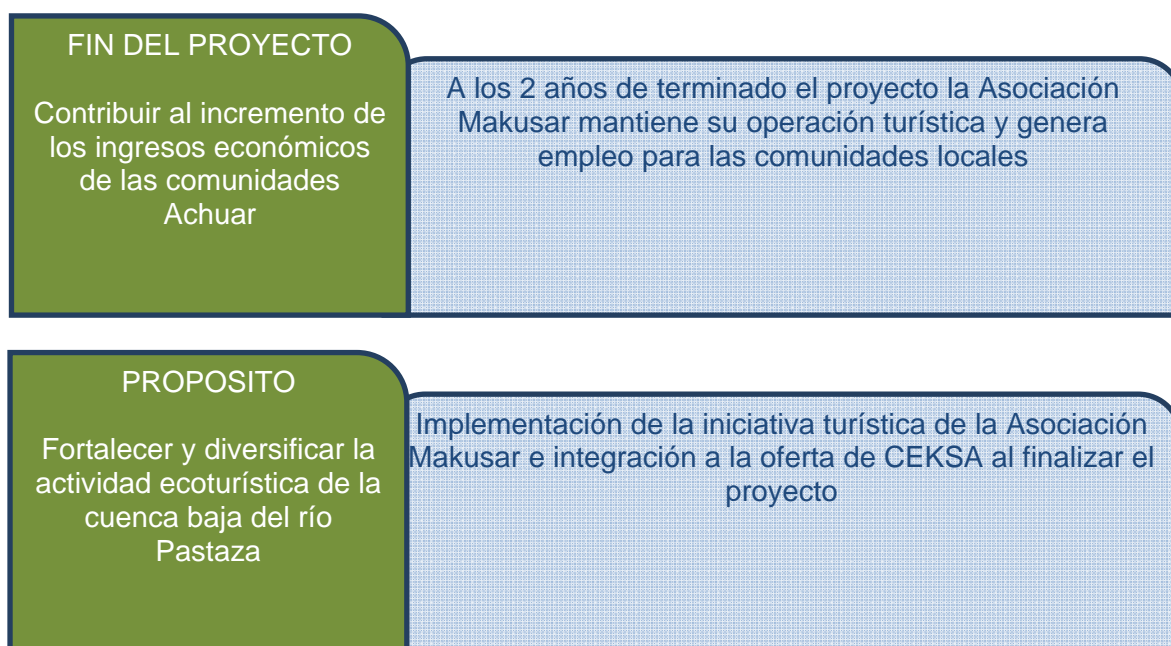 FIN DEL PROYECTO
Contribuir al incremento de
los ingresos económicos
de las comunidades
Achuar
A los 2 años de terminado el proyecto la Asociación
Makusar mantiene su operación turística y genera
empleo para las comunidades locales
PROPOSITO
Fortalecer y diversificar la
actividad ecoturística de la
cuenca baja del río
Pastaza
Implementación de la iniciativa turística de la Asociación
Makusar e integración a la oferta de CEKSA al finalizar el
proyecto